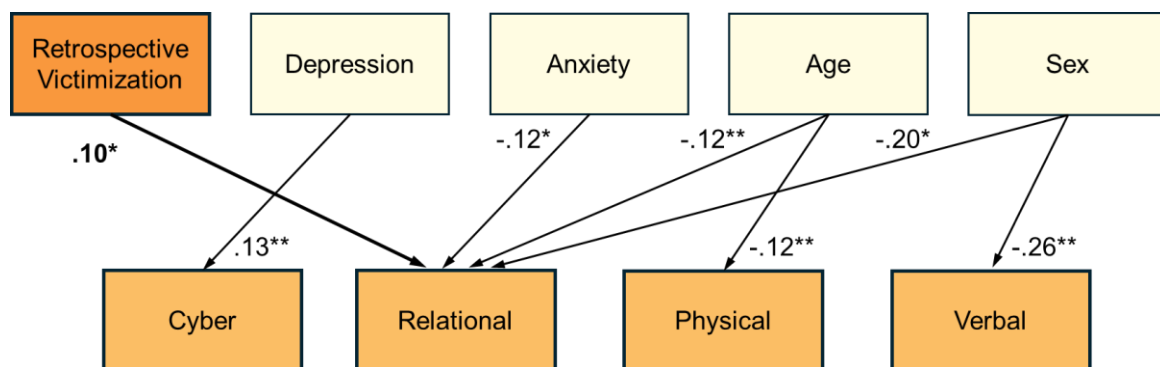 Retrospective
Victimization
Depression
Anxiety
Age
Sex
.10*
-.12*
-.12**
-.20*
.13**
-.12**
-.26**
Cyber
Relational
Physical
Verbal